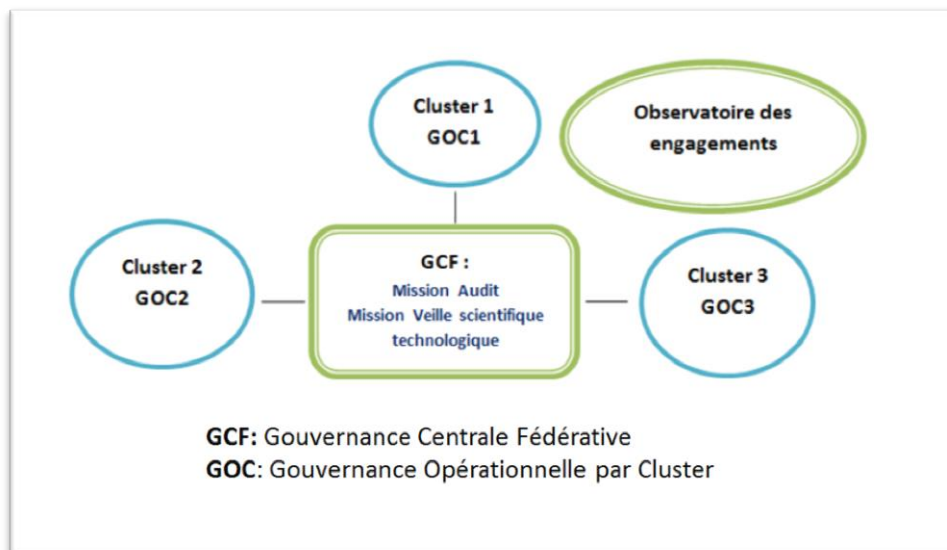 Cluster 1
GOC1
Observatoire des
engagements
Cluster 2
GOC2
GCF :
Mission Audit
Mission Veille scientifique
technologique
Cluster 3
GOC3
GCF: Gouvernance Centrale Fédérative
GOC: Gouvernance Opérationnelle par Cluster